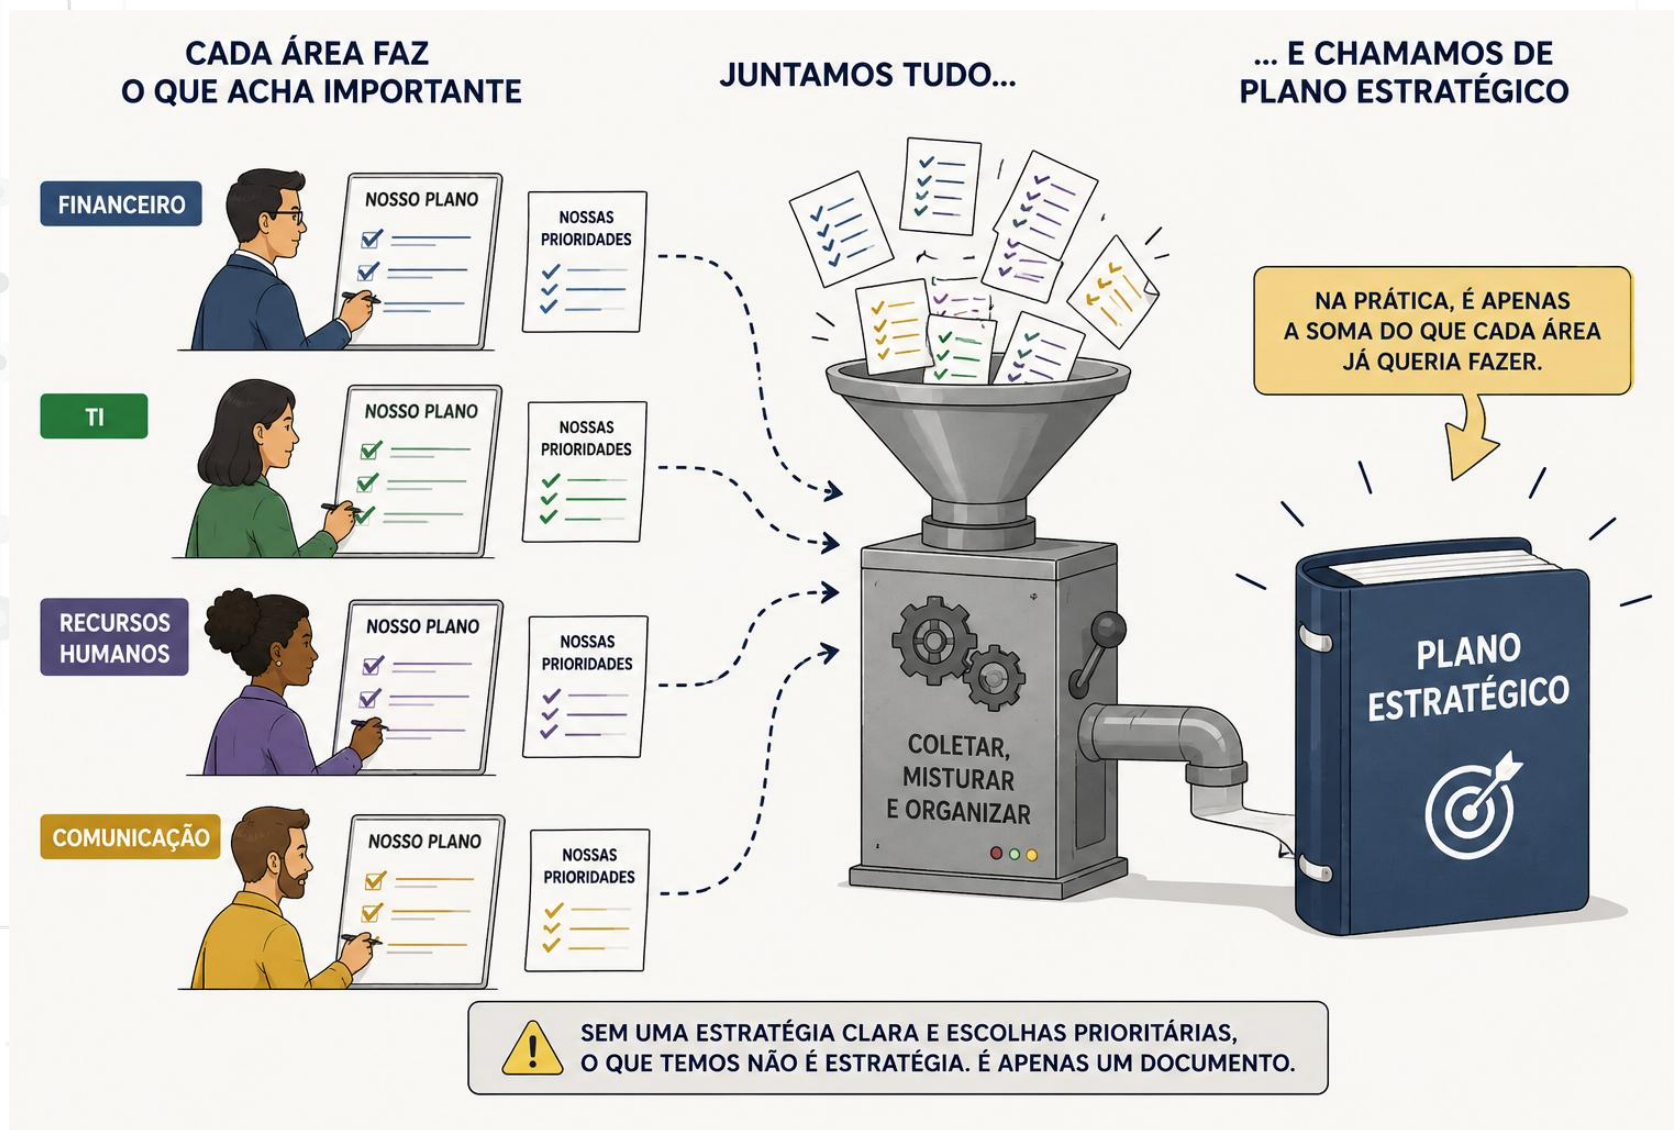 CADA ÁREA FAZ
O QUE ACHA IMPORTANTE
JUNTAMOS TUDO...
... E CHAMAMOS DE
PLANO ESTRATÉGICO
FINANCEIRO
NOSSO PLANO
NOSSAS
PRIORIDADES
TI
NOSSO PLANO
NOSSAS
PRIORIDADES
RECURSOS
HUMANOS
NOSSO PLANO
NOSSAS
PRIORIDADES
COMUNICAÇÃO
NOSSO PLANO
NOSSAS
PRIORIDADES
COLETAR,
MISTURAR
E ORGANIZAR
NA PRÁTICA, É APENAS
A SOMA DO QUE CADA ÁREA
JÁ QUERIA FAZER.
PLANO
ESTRATÉGICO
SEM UMA ESTRATÉGIA CLARA E ESCOLHAS PRIORITÁRIAS,
O QUE TEMOS NÃO É ESTRATÉGIA. É APENAS UM DOCUMENTO.